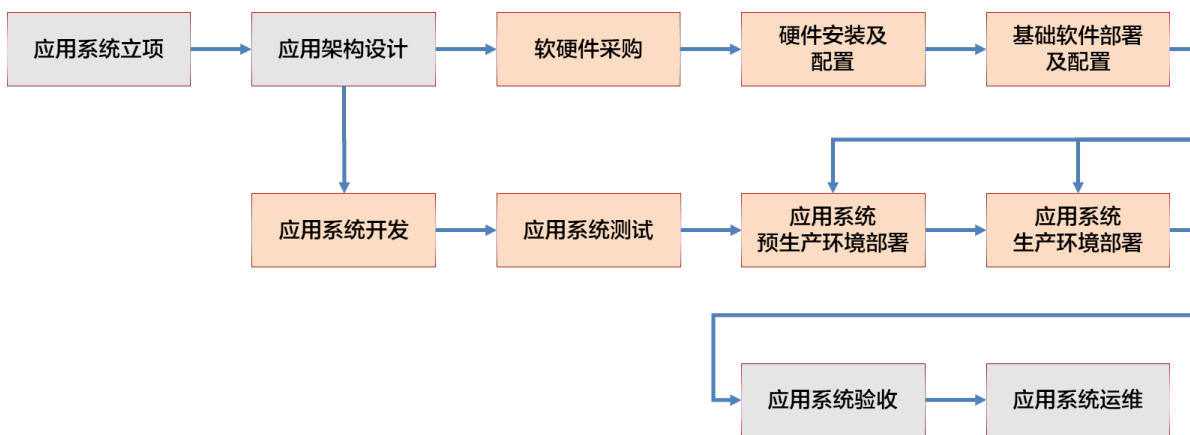 应用系统立项
应用架构设计
软硬件采购
硬件安装及
配置
基础软件部署
及配置
应用系统开发
应用系统测试
应用系统
预生产环境部署
应用系统
生产环境部署
应用系统验收
应用系统运维